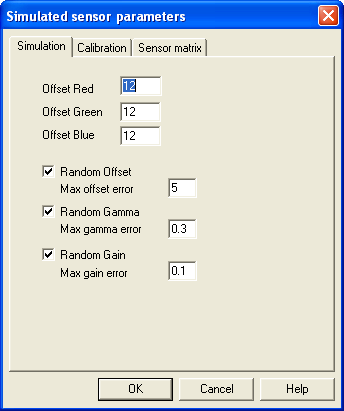 Simulated sensor parameters
Simulation Calibration Sensor matrix
Offset Red 12
Offset Green 12
Offset Blue 12
Random Offset
Max offset error 5
Random Gamma
Max gamma error 0.3
Random Gain
Max gain error 0.1
OK Cancel Help